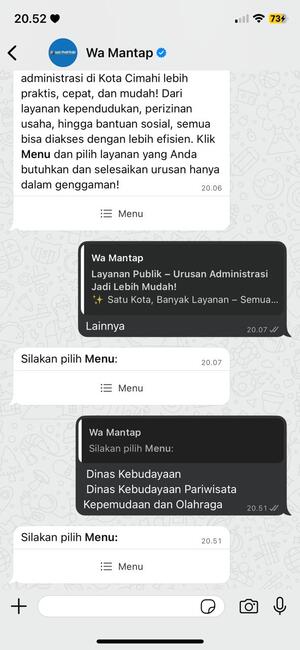 20.52
73
Wa Mantap
administrasi di Kota Cimahi lebih
praktis, cepat, dan mudah! Dari
layanan kependudukan, perizinan
usaha, hingga bantuan sosial, semua
bisa diakses dengan lebih efisien. Klik
Menu dan pilih layanan yang Anda
butuhkan dan selesaikan urusan hanya
dalam genggaman!
20.06
Menu
Wa Mantap
Layanan Publik – Urusan Administrasi
Jadi Lebih Mudah!
✨ Satu Kota, Banyak Layanan – Semua...
Lainnya
20.07
Silakan pilih Menu:
20.07
Menu
Wa Mantap
Silakan pilih Menu:
Dinas Kebudayaan
Dinas Kebudayaan Pariwisata
Kepemudaan dan Olahraga
20.51
Silakan pilih Menu:
20.51
Menu